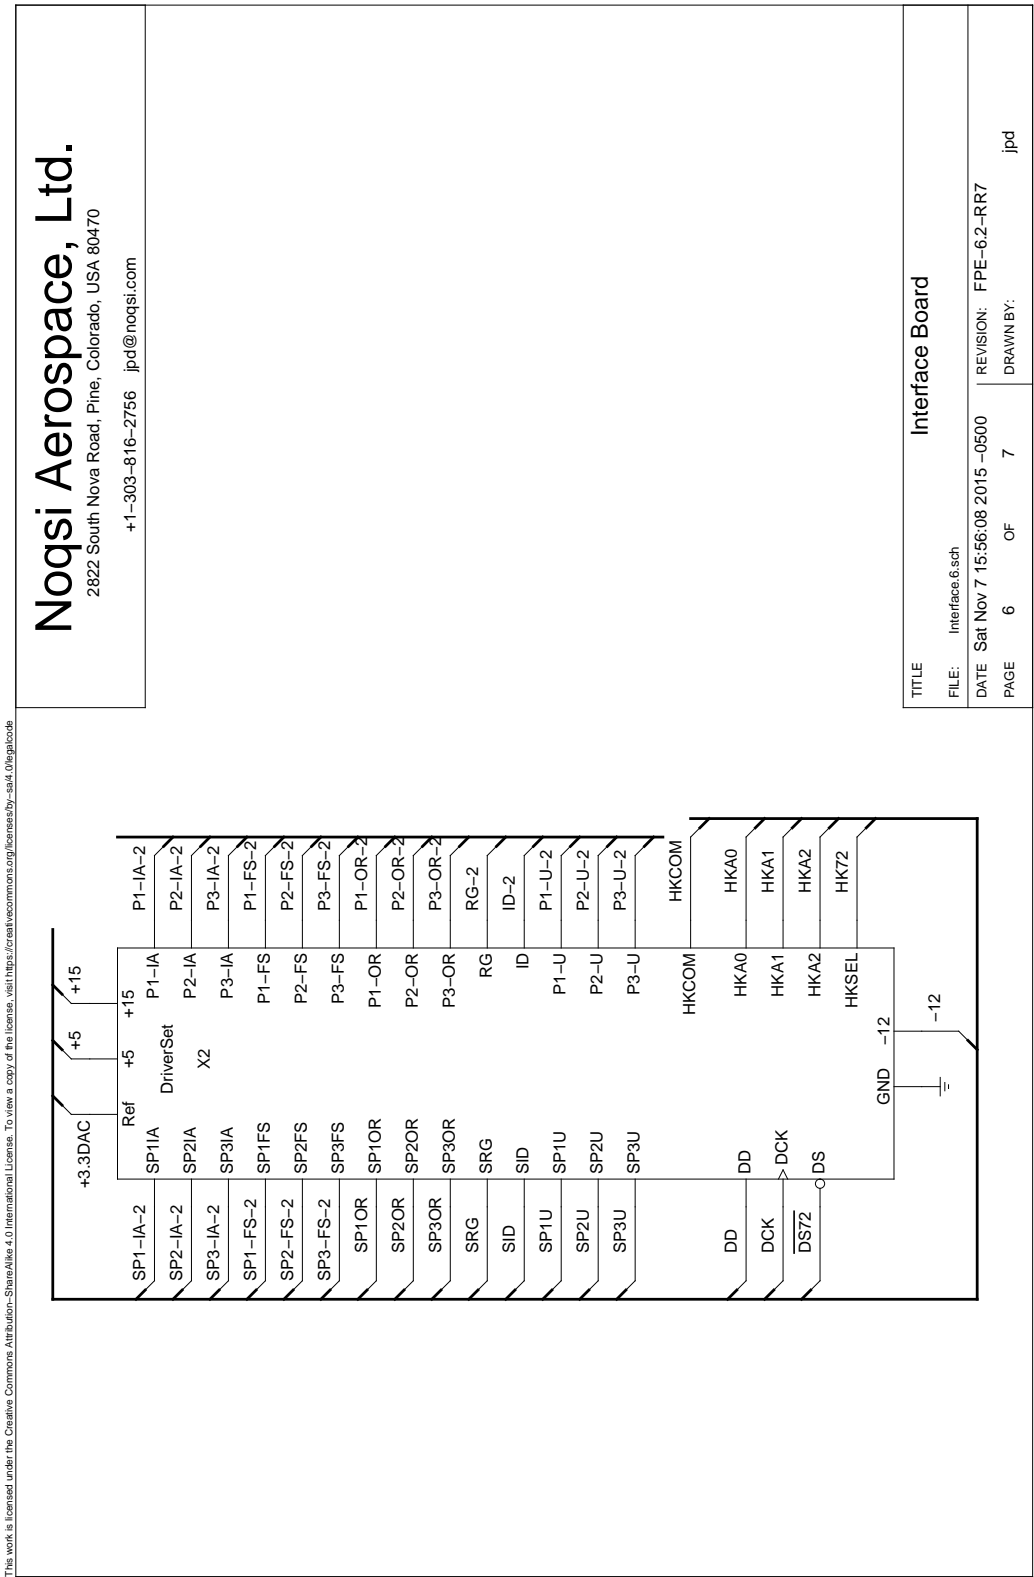 This work is licensed under the Creative Commons Attribution−ShareAlike 4.0 International License. To view a copy of the license, visit https://creativecommons.org/licenses/by−sa/4.0/legalcode
Noqsi Aerospace, Ltd.
2822 South Nova Road, Pine, Colorado, USA 80470
+1−303−816−2756 jpd@noqsi.com
+3.3DAC
+5
+15
Ref
+5
+15
DriverSet
X2
SP1−IA−2 SP1IA P1−IA P1−IA−2
SP2−IA−2 SP2IA P2−IA P2−IA−2
SP3−IA−2 SP3IA P3−IA P3−IA−2
SP1−FS−2 SP1FS P1−FS P1−FS−2
SP2−FS−2 SP2FS P2−FS P2−FS−2
SP3−FS−2 SP3FS P3−FS P3−FS−2
SP1OR SP1OR P1−OR P1−OR−2
SP2OR SP2OR P2−OR P2−OR−2
SP3OR SP3OR P3−OR P3−OR−2
SRG SRG RG RG−2
SID SID ID ID−2
SP1U SP1U P1−U P1−U−2
SP2U SP2U P2−U P2−U−2
SP3U SP3U P3−U P3−U−2
HKCOM HKCOM
DD DD HKA0 HKA0
DCK DCK HKA1 HKA1
DS72 DS HKA2 HKA2
HKSEL HK72
GND −12
−12
TITLE
Interface Board
FILE: Interface.6.sch
DATE Sat Nov 7 15:56:08 2015 −0500
REVISION: FPE−6.2−RR7
PAGE 6 OF 7
DRAWN BY: jpd